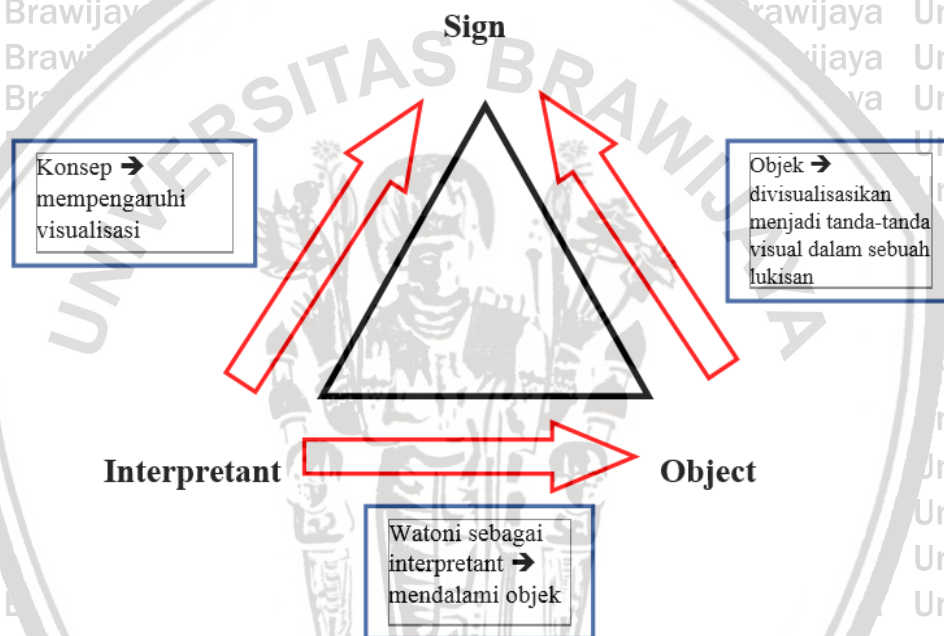 Sign
Konsep ➔
mempengaruhi
visualisasi
Objek ➔
divisualisasikan
menjadi tanda-tanda
visual dalam sebuah
lukisan
Interpretant
Object
Watoni sebagai
interpretant ➔
mendalami objek
UNIVERSITAS BRAWIJAYA
Brawijaya